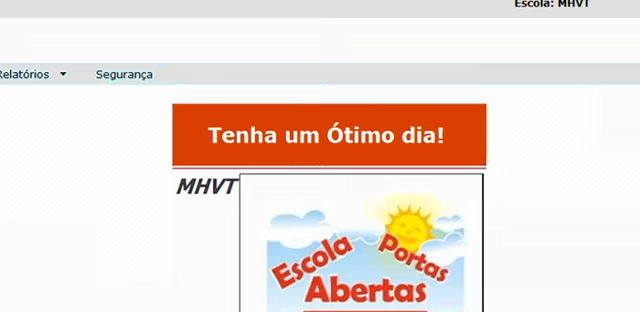 Escola: MHVT
Relatórios Segurança
Tenha um Ótimo dia!
MHVT
Escola Portas
Abertas